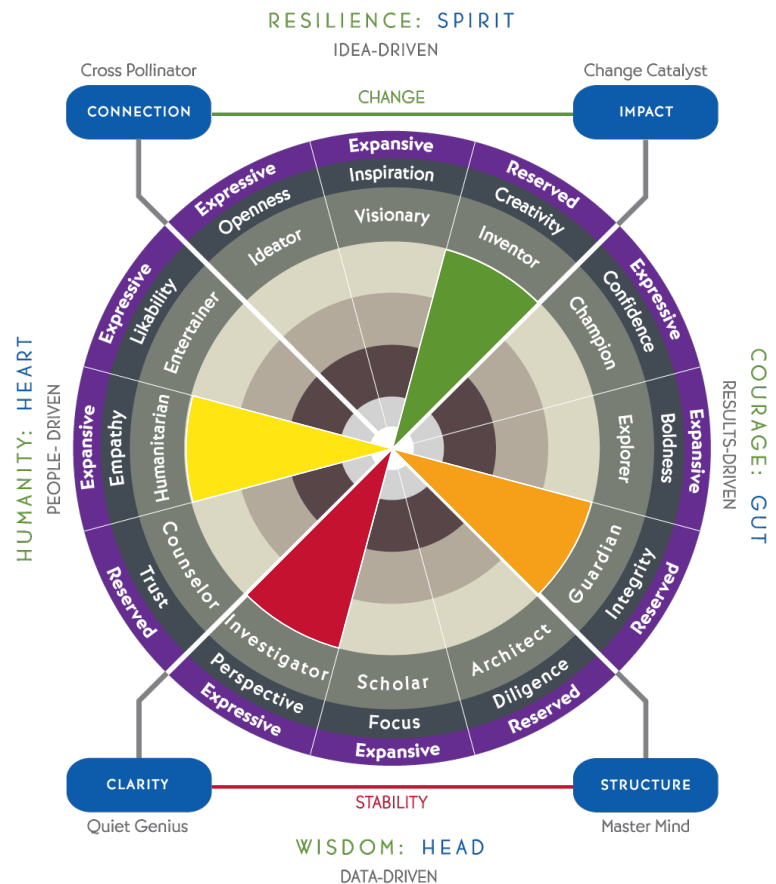 RESILIENCE: SPIRIT
IDEA-DRIVEN
Cross Pollinator
Change Catalyst
CONNECTION
CHANGE
IMPACT
Expressive
Expansive
Reserved
Openness
Inspiration
Creativity
Ideator
Visionary
Inventor
Expressive
Likability
Entertainer
Champion
Confidence
Expressive
HUMANITY: HEART
PEOPLE- DRIVEN
Expansive
Empathy
Humanitarian
Explorer
Boldness
Expansive
RESULTS-DRIVEN
COURAGE: GUT
Reserved
Trust
Counselor
Guardian
Integrity
Reserved
Investigator
Scholar
Architect
Perspective
Focus
Diligence
Expressive
Expansive
Reserved
CLARITY
STABILITY
STRUCTURE
Quiet Genius
Master Mind
WISDOM: HEAD
DATA-DRIVEN